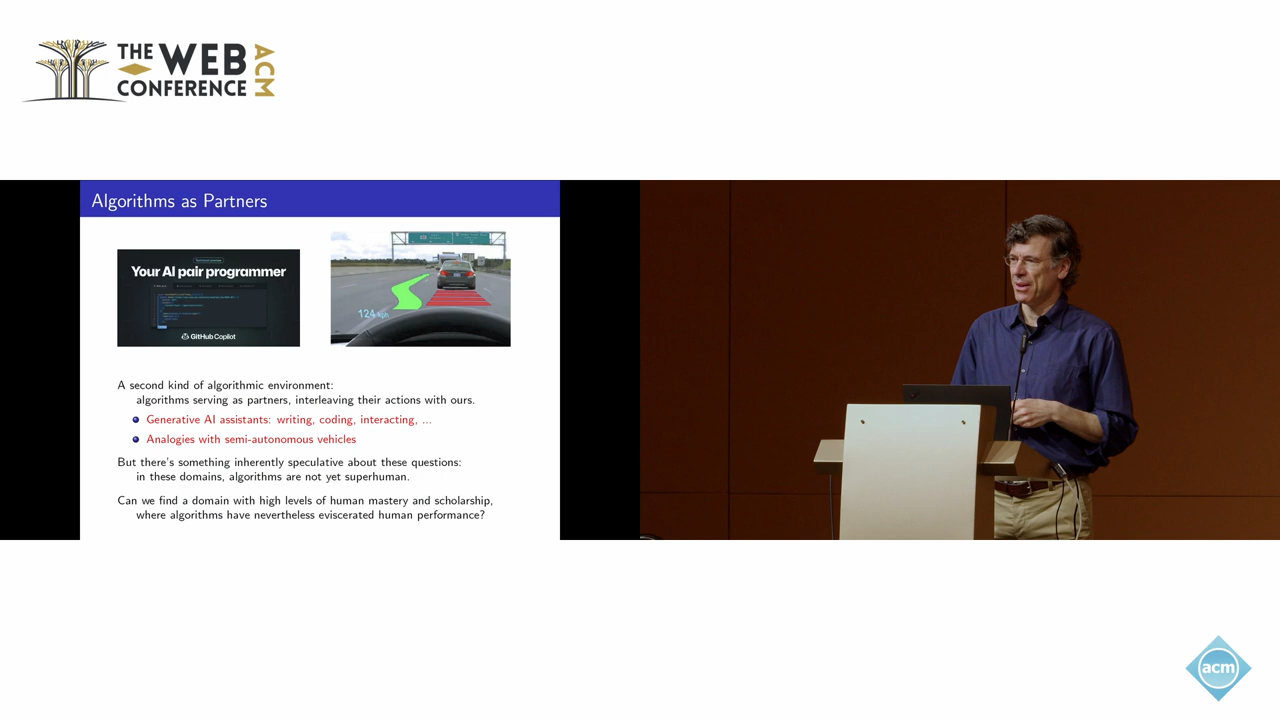 THE WEB
CONFERENCE
ACM
Algorithms as Partners
Your AI pair programmer
GitHub Copilot
124 kph
A second kind of algorithmic environment:
algorithms serving as partners, interleaving their actions with ours.
Generative AI assistants: writing, coding, interacting, ...
Analogies with semi-autonomous vehicles
But there's something inherently speculative about these questions:
in these domains, algorithms are not yet superhuman.
Can we find a domain with high levels of human mastery and scholarship,
where algorithms have nevertheless eviscerated human performance?
acm